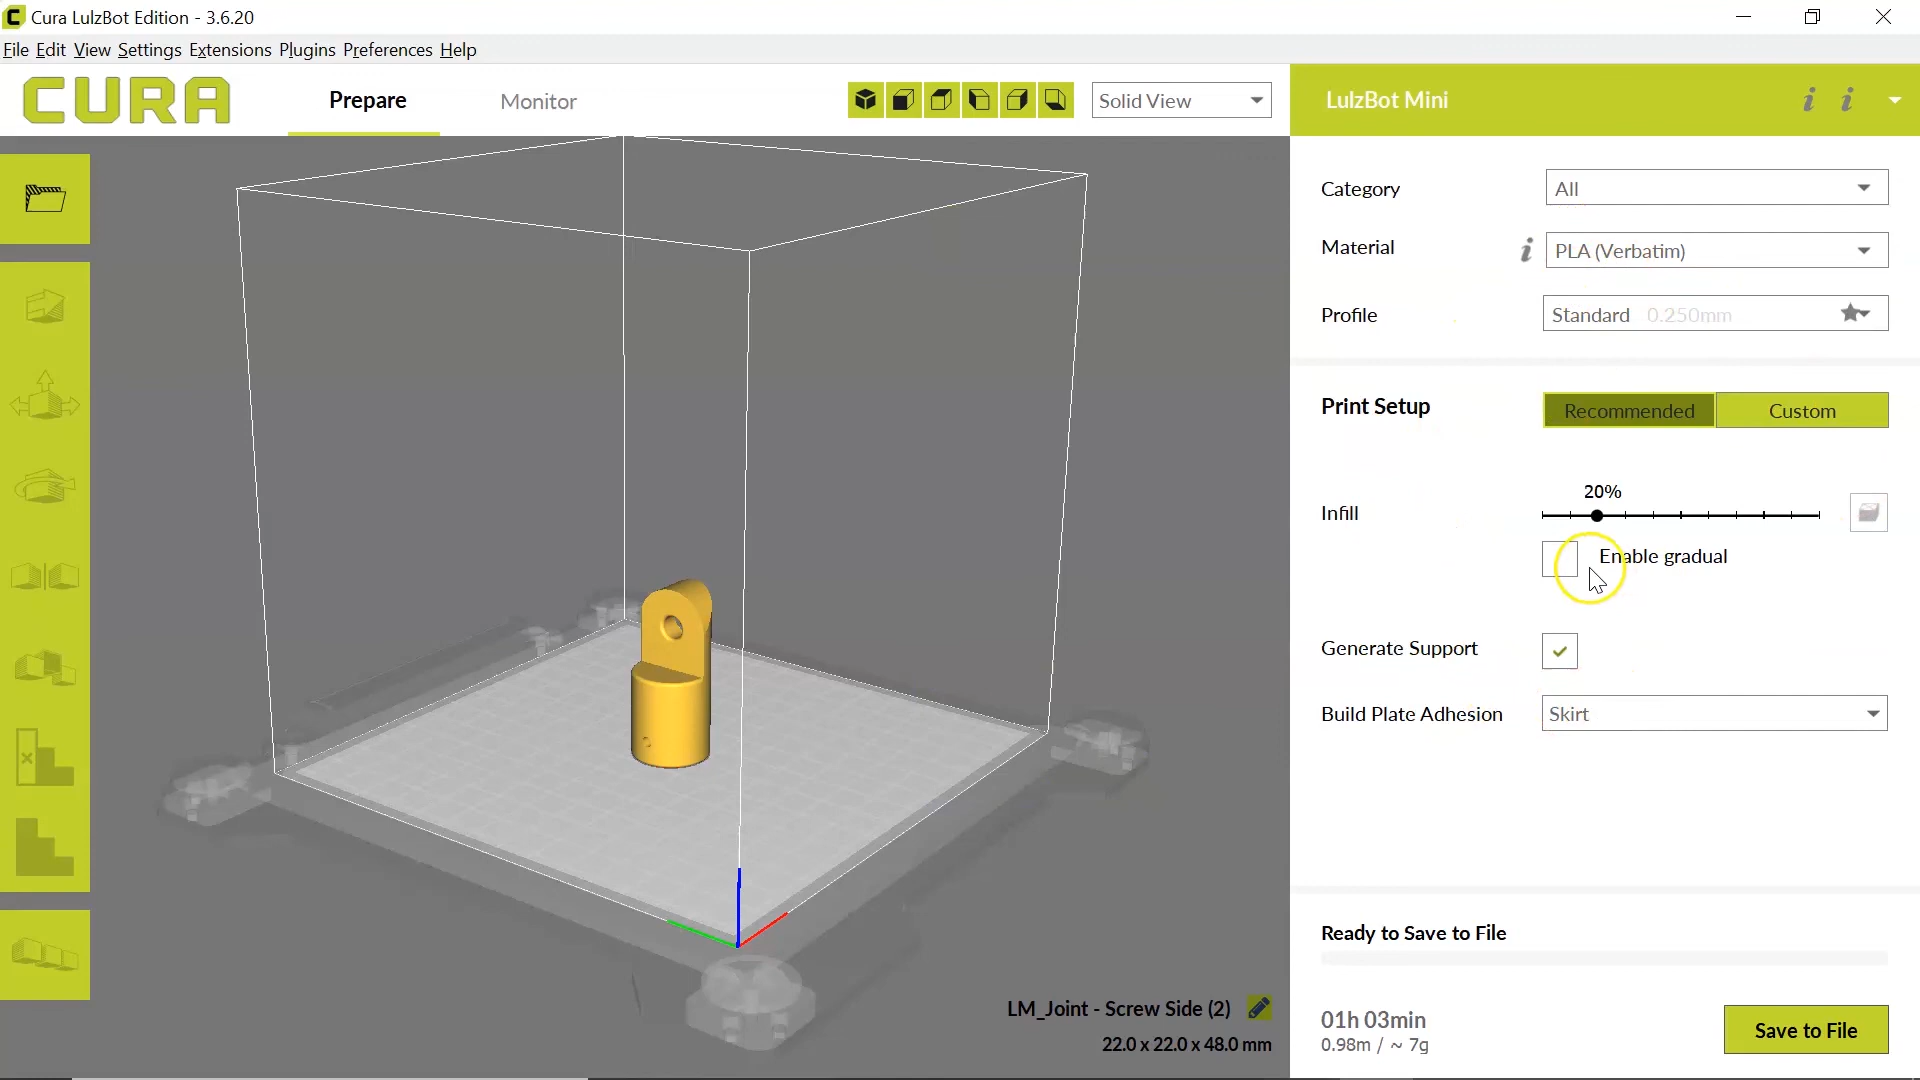 Cura LulzBot Edition - 3.6.20
File Edit View Settings Extensions Plugins Preferences Help
CURA
Prepare
Monitor
Solid View
LulzBot Mini
Category
All
Material
PLA (Verbatim)
Profile
Standard 0.250mm
Print Setup
Recommended
Custom
20%
Infill
Enable gradual
Generate Support
Build Plate Adhesion
Skirt
Ready to Save to File
LM_Joint - Screw Side (2)
22.0 x 22.0 x 48.0 mm
01h 03min
0.98m / ~ 7g
Save to File